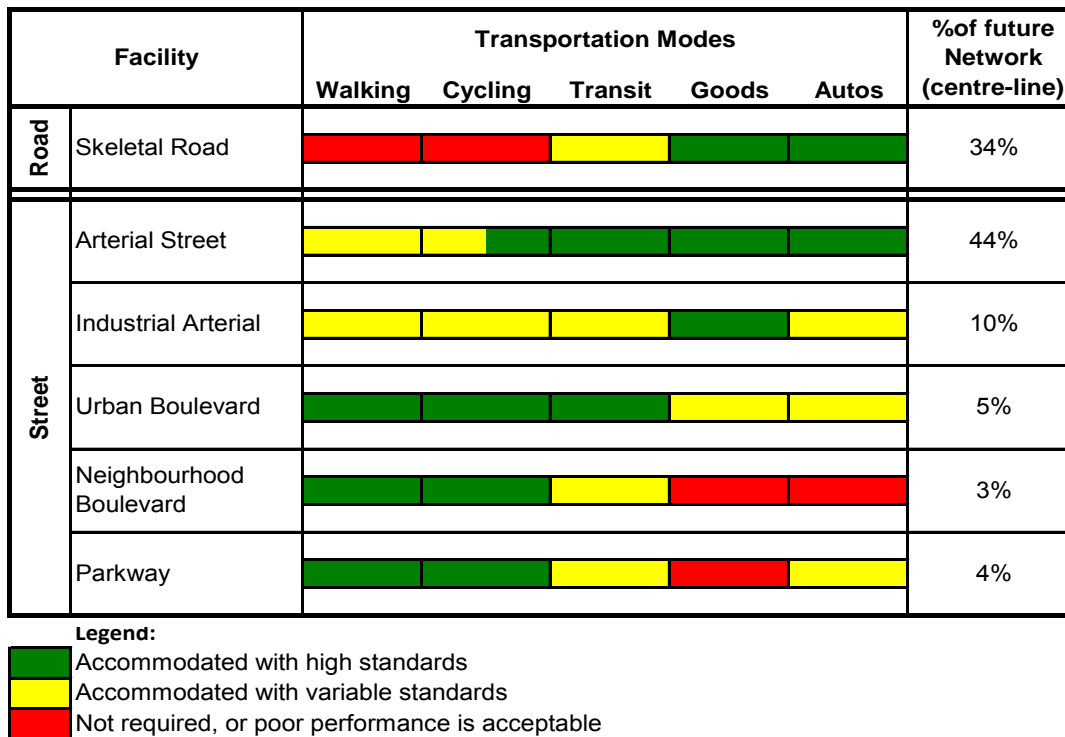 Facility
Transportation Modes
%of future
Network
(centre-line)
Walking Cycling Transit Goods Autos
Road
Skeletal Road
34%
Street
Arterial Street
44%
Industrial Arterial
10%
Urban Boulevard
5%
Neighbourhood
Boulevard
3%
Parkway
4%
Legend:
Accommodated with high standards
Accommodated with variable standards
Not required, or poor performance is acceptable